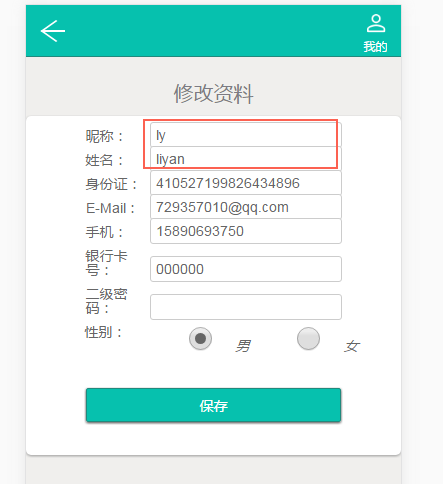 我的
修改资料
昵称： ly
姓名： liyan
身份证： 410527199826434896
E-Mail： 729357010@qq.com
手机： 15890693750
银行卡
号： 000000
二级密
码：
性别： 男 女
保存